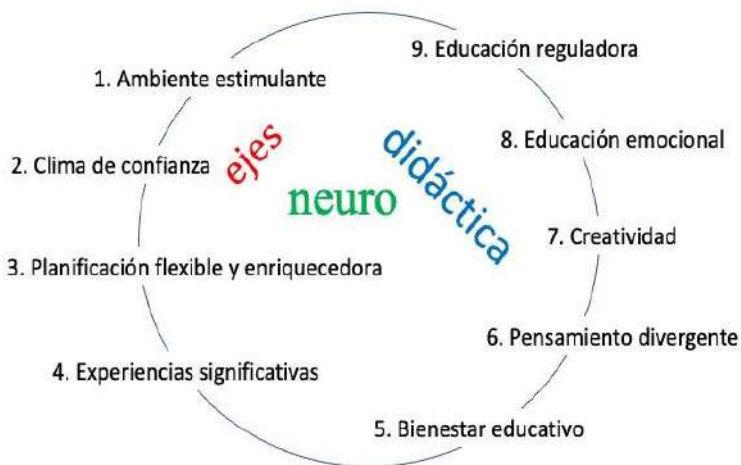 9. Educación reguladora
1. Ambiente estimulante
8. Educación emocional
2. Clima de confianza
ejes
neuro
didáctica
7. Creatividad
3. Planificación flexible y enriquecedora
6. Pensamiento divergente
4. Experiencias significativas
5. Bienestar educativo